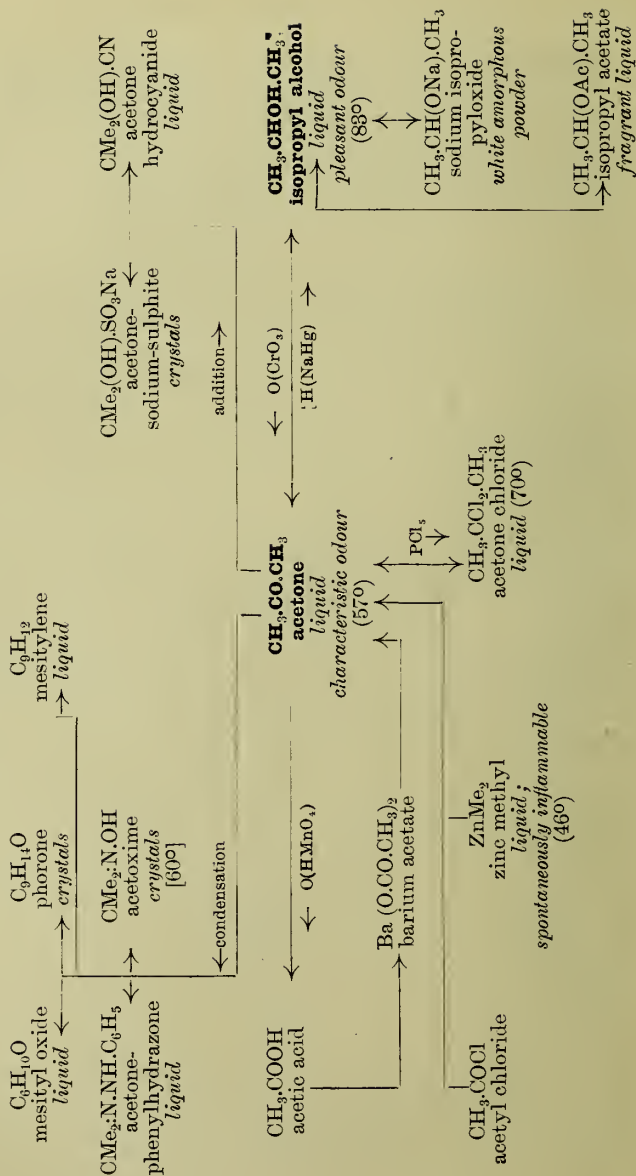 C₆H₁₀O
mesityl oxide
liquid
C₉H₁₄O
phorone
crystals
C₉H₁₂
mesitylene
liquid
CMe₂:N.NH.C₆H₅
acetone-
phenylhydrazone
liquid
CMe₂:N.OH
acetoxime
crystals
[60°]
←condensation
CMe₂(OH).SO₃Na
acetone-
sodium-sulphite
crystals
CMe₂(OH).CN
acetone
hydrocyanide
liquid
addition→
CH₃.COOH
acetic acid
← O(HMnO₄)
CH₃.CO.CH₃
acetone
liquid
characteristic odour
(57°)
← O(CrO₃)
H(NaHg) →
CH₃.CHOH.CH₃
isopropyl alcohol
liquid
pleasant odour
(83°)
Ba(O.CO.CH₃)₂
barium acetate
PCl₅
↓
CH₃.CH(ONa).CH₃
sodium isopro-
pyloxide
white amorphous
powder
CH₃.COCl
acetyl chloride
ZnMe₂
zinc methyl
liquid;
spontaneously inflammable
(46°)
CH₃.CCl₂.CH₃
acetone chloride
liquid (70°)
CH₃.CH(OAc).CH₃
isopropyl acetate
fragrant liquid